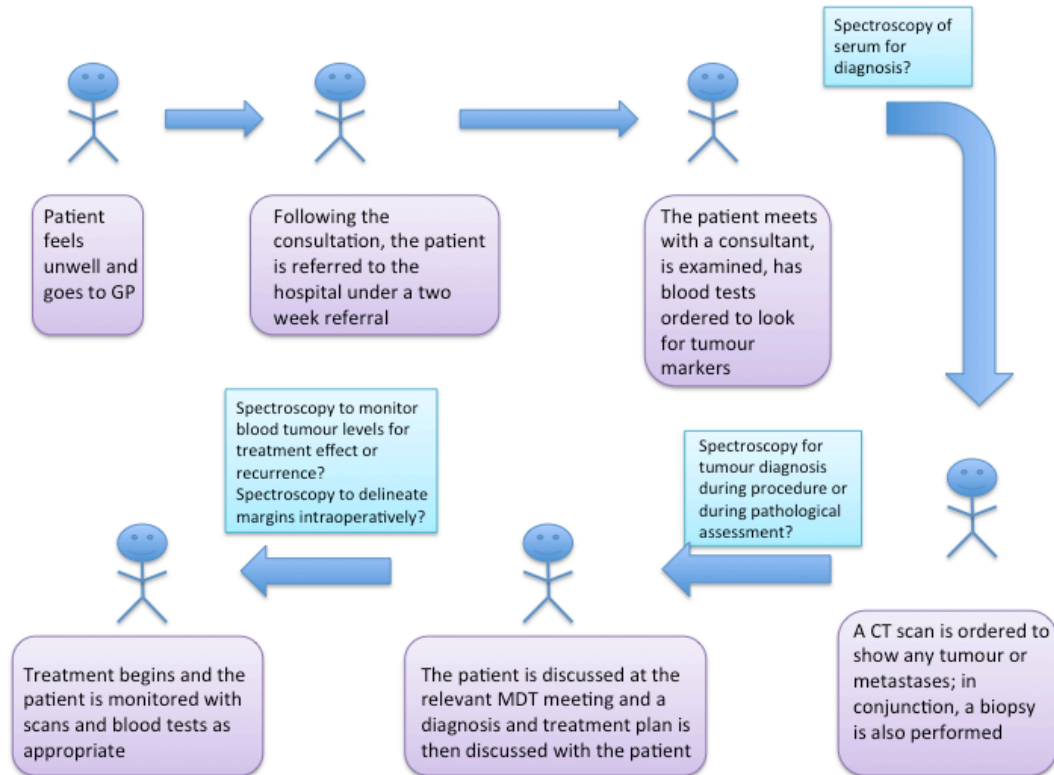 Spectroscopy of
serum for
diagnosis?
Patient
feels
unwell and
goes to GP
Following the
consultation, the patient
is referred to the
hospital under a two
week referral
The patient meets
with a consultant,
is examined, has
blood tests
ordered to look
for tumour
markers
Spectroscopy to monitor
blood tumour levels for
treatment effect or
recurrence?
Spectroscopy to delineate
margins intraoperatively?
Spectroscopy for
tumour diagnosis
during procedure or
during pathological
assessment?
Treatment begins and the
patient is monitored with
scans and blood tests as
appropriate
The patient is discussed at the
relevant MDT meeting and a
diagnosis and treatment plan is
then discussed with the patient
A CT scan is ordered to
show any tumour or
metastases; in
conjunction, a biopsy
is also performed